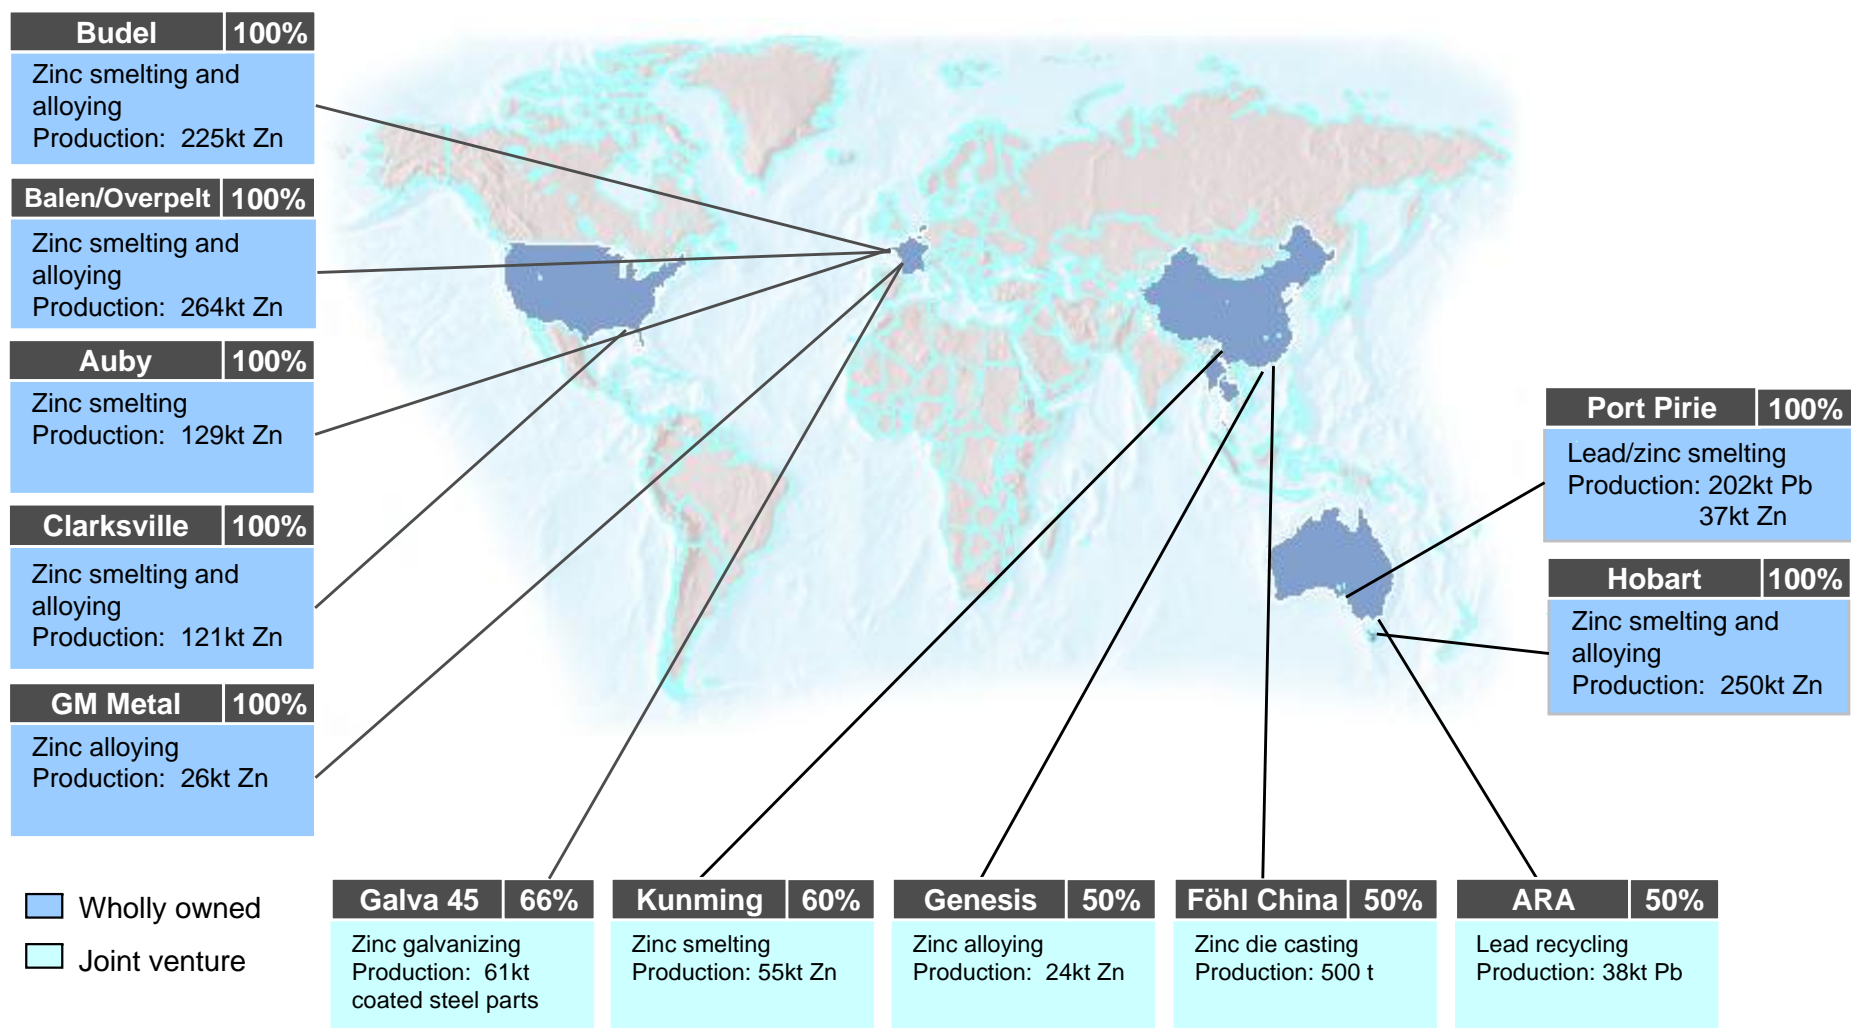 Budel 100%
Zinc smelting and
alloying
Production: 225kt Zn
Balen/Overpelt 100%
Zinc smelting and
alloying
Production: 264kt Zn
Auby 100%
Zinc smelting
Production: 129kt Zn
Clarksville 100%
Zinc smelting and
alloying
Production: 121kt Zn
GM Metal 100%
Zinc alloying
Production: 26kt Zn
Port Pirie 100%
Lead/zinc smelting
Production: 202kt Pb
37kt Zn
Hobart 100%
Zinc smelting and
alloying
Production: 250kt Zn
Wholly owned
Joint venture
Galva 45 66%
Zinc galvanizing
Production: 61kt
coated steel parts
Kunming 60%
Zinc smelting
Production: 55kt Zn
Genesis 50%
Zinc alloying
Production: 24kt Zn
Föhl China 50%
Zinc die casting
Production: 500 t
ARA 50%
Lead recycling
Production: 38kt Pb